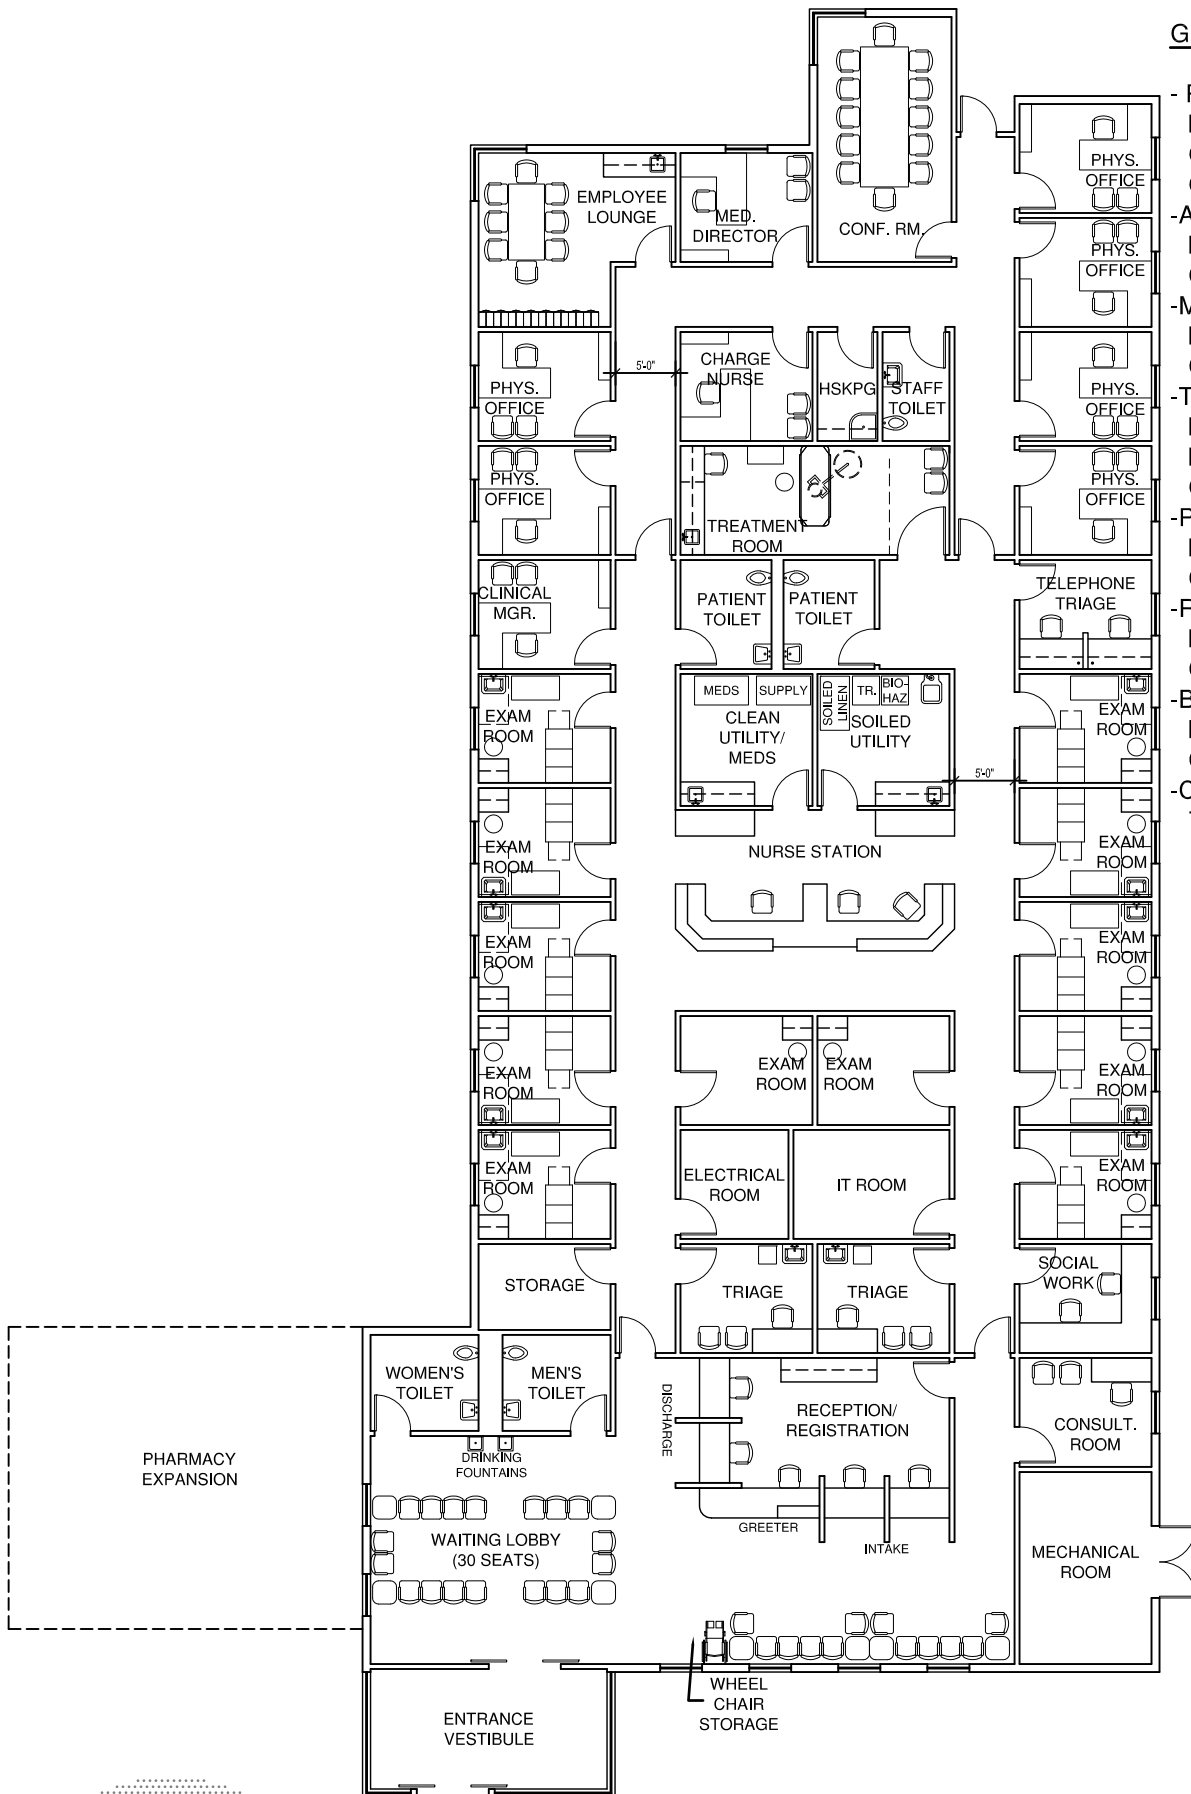 G
- P
-A
-M
-T
-P
-P
-B
-C
CONF. RM.
EMPLOYEE
LOUNGE
MED.
DIRECTOR
PHYS.
OFFICE
PHYS.
OFFICE
PHYS.
OFFICE
PHYS.
OFFICE
5'-0"
CHARGE
NURSE
HSKPG
STAFF
TOILET
PHYS.
OFFICE
PHYS.
OFFICE
TREATMENT
ROOM
CLINICAL
MGR.
PATIENT
TOILET
PATIENT
TOILET
TELEPHONE
TRIAGE
MEDS
SUPPLY
CLEAN
UTILITY/
MEDS
SOILED
LINEN
TR.
BIO-
HAZ
SOILED
UTILITY
5'-0"
EXAM
ROOM
EXAM
ROOM
EXAM
ROOM
EXAM
ROOM
NURSE STATION
EXAM
ROOM
EXAM
ROOM
EXAM
ROOM
EXAM
ROOM
EXAM
ROOM
EXAM
ROOM
EXAM
ROOM
EXAM
ROOM
ELECTRICAL
ROOM
IT ROOM
STORAGE
TRIAGE
TRIAGE
SOCIAL
WORK
WOMEN'S
TOILET
MEN'S
TOILET
DISCHARGE
RECEPTION/
REGISTRATION
CONSULT.
ROOM
PHARMACY
EXPANSION
DRINKING
FOUNTAINS
WAITING LOBBY
(30 SEATS)
GREETER
INTAKE
MECHANICAL
ROOM
WHEEL
CHAIR
STORAGE
ENTRANCE
VESTIBULE